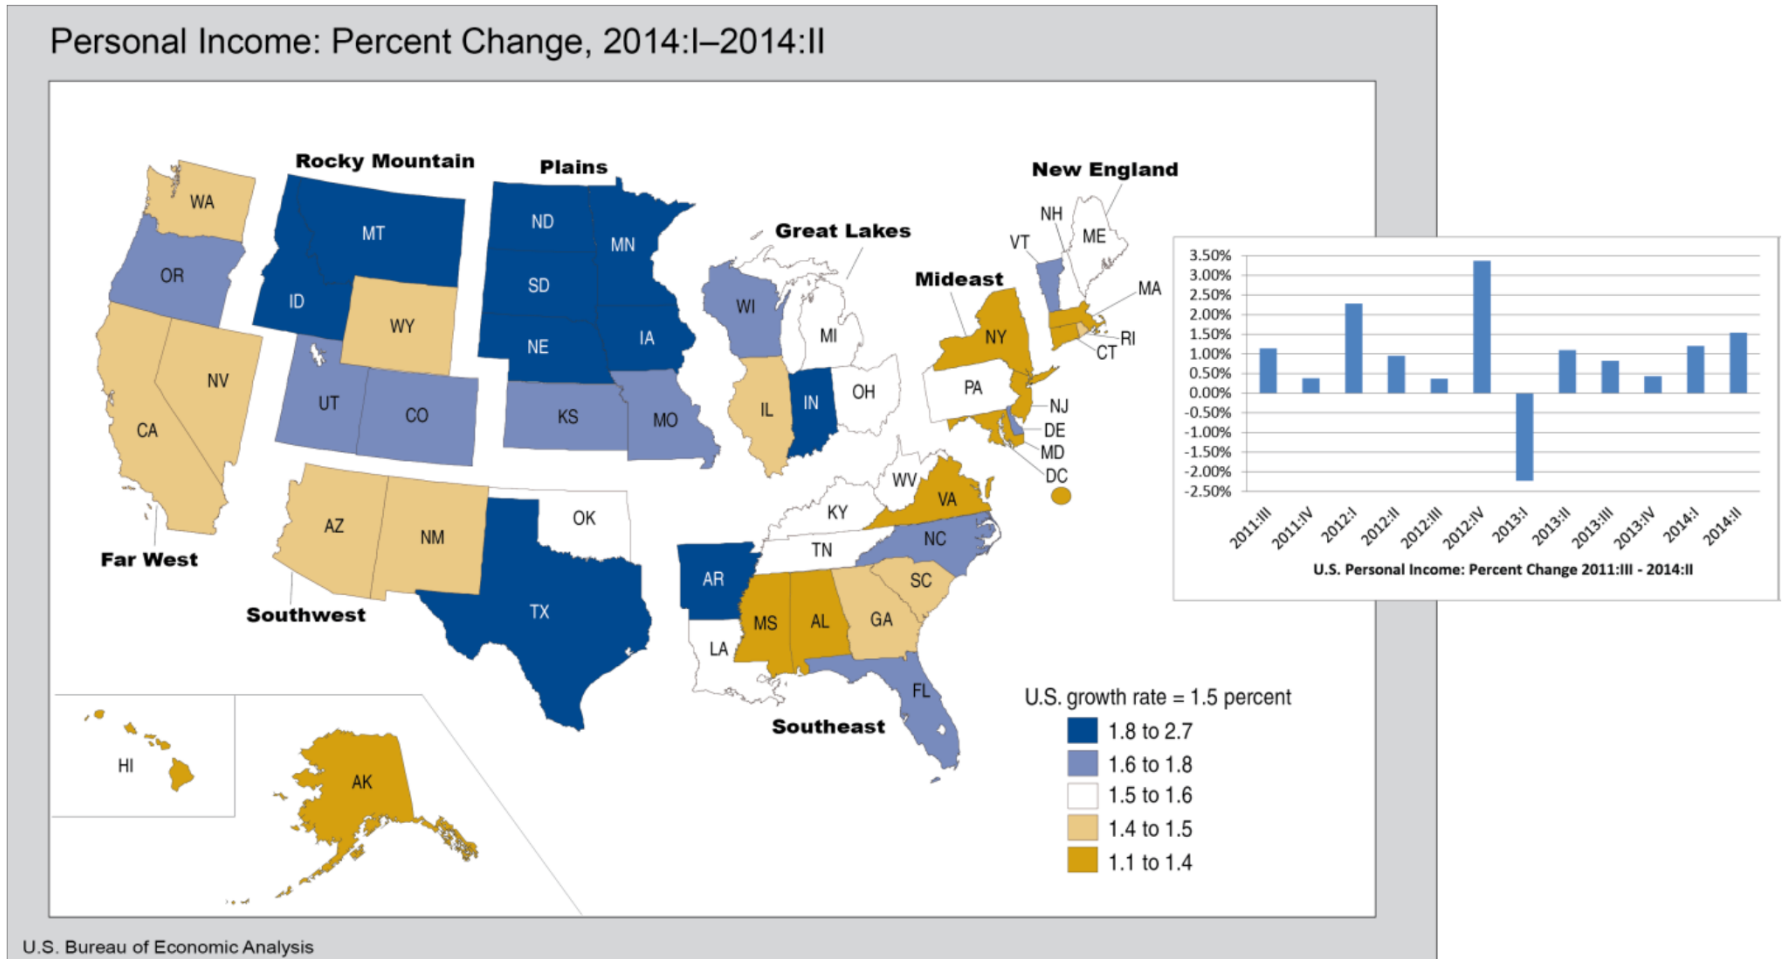 Personal Income: Percent Change, 2014:I–2014:II
Rocky Mountain
Plains
New England
Great Lakes
Mideast
Far West
Southwest
Southeast
WA
OR
CA
NV
MT
ID
WY
UT
CO
AZ
NM
ND
SD
NE
KS
MN
IA
MO
OK
TX
WI
MI
IL
IN
OH
KY
TN
WV
VA
NC
SC
GA
AL
MS
AR
LA
FL
NY
PA
NH
VT
ME
MA
RI
CT
NJ
DE
MD
DC
HI
AK
U.S. growth rate = 1.5 percent
1.8 to 2.7
1.6 to 1.8
1.5 to 1.6
1.4 to 1.5
1.1 to 1.4
3.50%
3.00%
2.50%
2.00%
1.50%
1.00%
0.50%
0.00%
-0.50%
-1.00%
-1.50%
-2.00%
-2.50%
2011:III
2011:IV
2012:I
2012:II
2012:III
2012:IV
2013:I
2013:II
2013:III
2013:IV
2014:I
2014:II
U.S. Personal Income: Percent Change 2011:III - 2014:II
U.S. Bureau of Economic Analysis